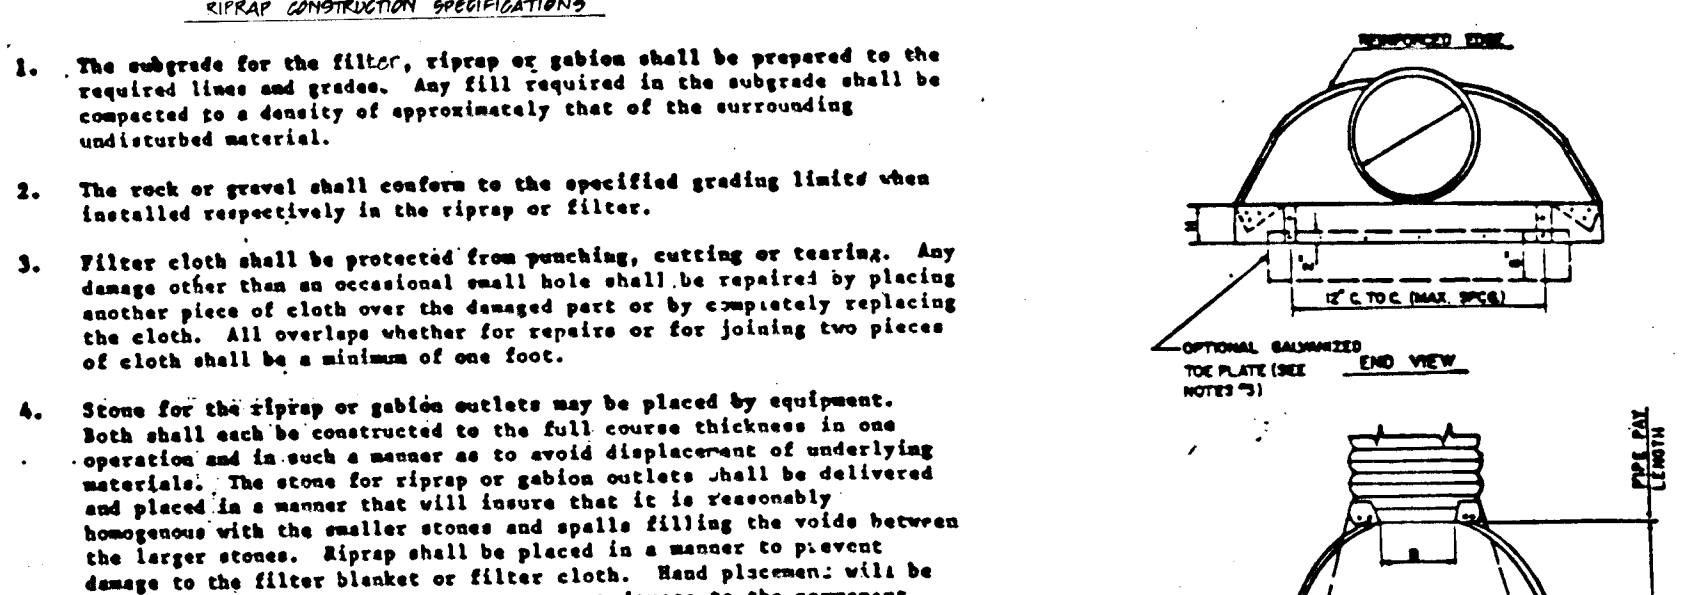 RIPRAP CONSTRUCTION SPECIFICATIONS
1. The subgrade for the filter, riprap or gabion shall be prepared to the
required lines and grades. Any fill required in the subgrade shall be
compacted to a density of approximately that of the surrounding
undisturbed material.
2. The rock or gravel shall conform to the specified grading limits when
installed respectively in the riprap or filter.
3. Filter cloth shall be protected from punching, cutting or tearing. Any
damage other than an occasional small hole shall be repaired by placing
another piece of cloth over the damaged part or by completely replacing
the cloth. All overlaps whether for repairs or for joining two pieces
of cloth shall be a minimum of one foot.
4. Stone for the riprap or gabion outlets may be placed by equipment.
Both shall each be constructed to the full course thickness in one
operation and in such a manner as to avoid displacement of underlying
materials. The stone for riprap or gabion outlets shall be delivered
and placed in a manner that will insure that it is reasonably
homogenous with the smaller stones and spalls filling the voids between
the larger stones. Riprap shall be placed in a manner to prevent
damage to the filter blanket or filter cloth. Hand placement will be
to the
REINFORCED EDGE
H
12" C. TO C. (MAX. SPCG.)
OPTIONAL GALVANIZED
TOE PLATE (SEE
NOTES #3)
END VIEW
PIPE PAY
LENGTH